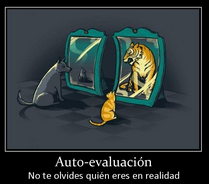 Auto-evaluación
No te olvides quién eres en realidad